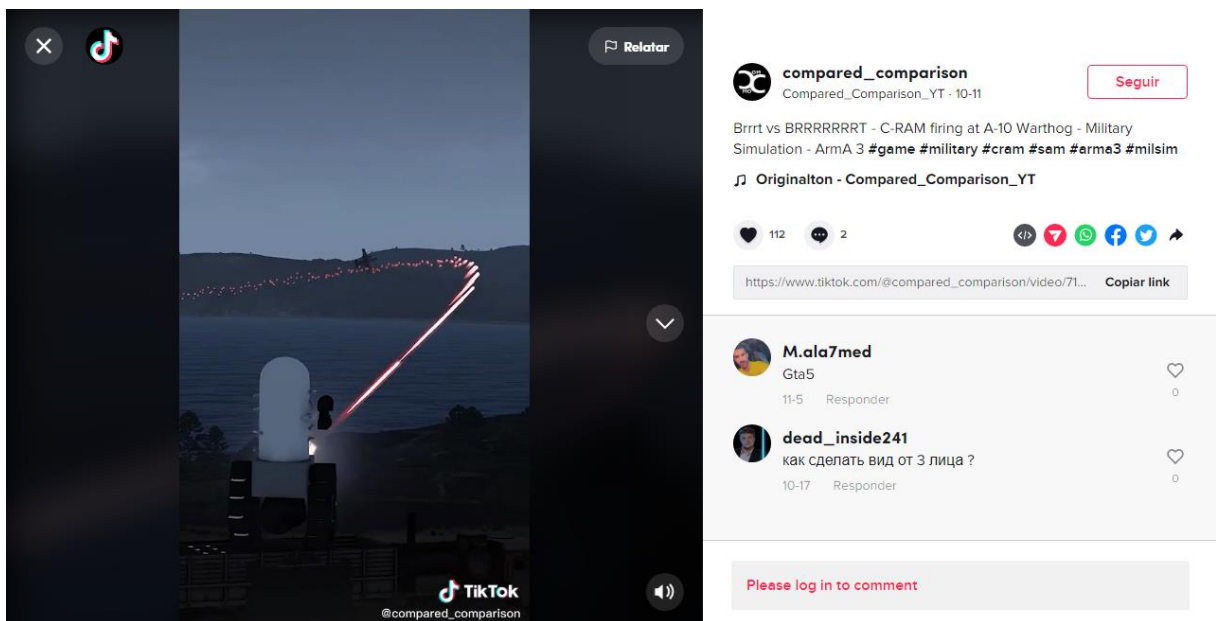 Relatar
TikTok
@compared_comparison
compared_comparison
Compared_Comparison_YT · 10-11
Seguir
Brrrt vs BRRRRRRRT - C-RAM firing at A-10 Warthog - Military
Simulation - ArmA 3 #game #military #cram #sam #arma3 #milsim
Originalton - Compared_Comparison_YT
112
2
https://www.tiktok.com/@compared_comparison/video/71... Copiar link
M.ala7med
Gta5
11-5 Responder
0
dead_inside241
как сделать вид от 3 лица ?
10-17 Responder
0
Please log in to comment